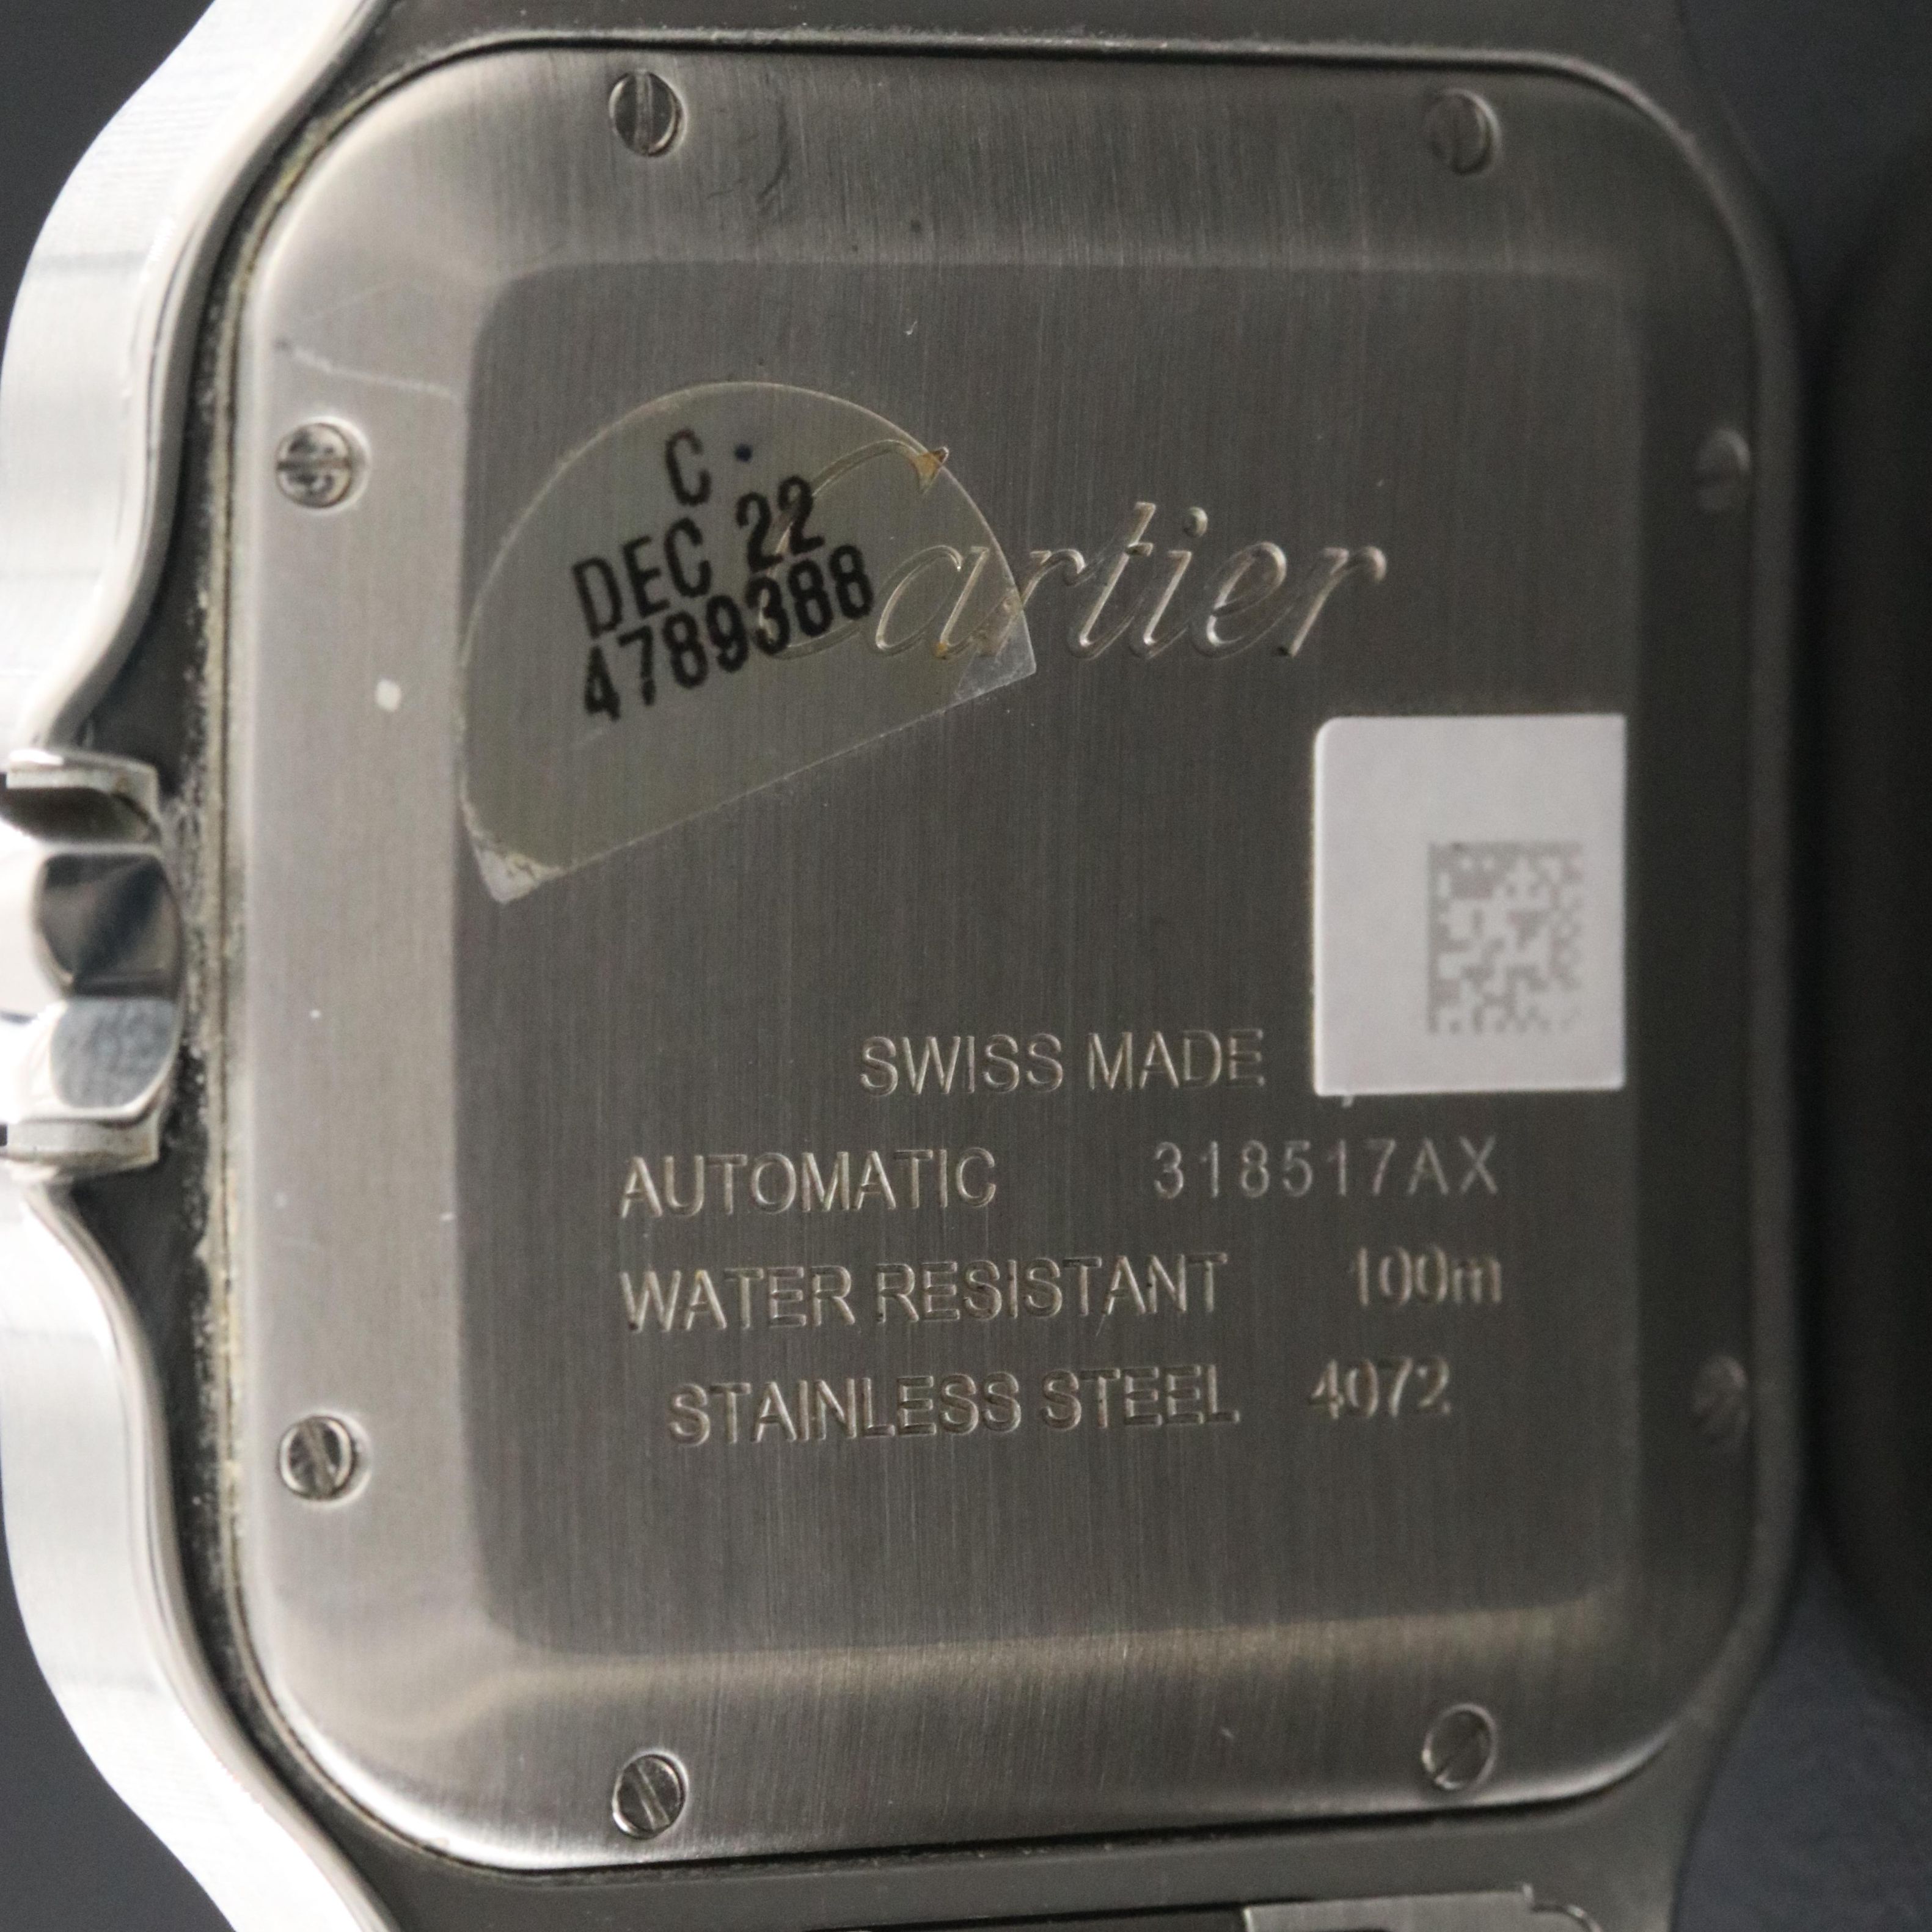 C
DEC 22
4789388
Cartier
SWISS MADE
AUTOMATIC 318517AX
WATER RESISTANT 100m
STAINLESS STEEL 4072